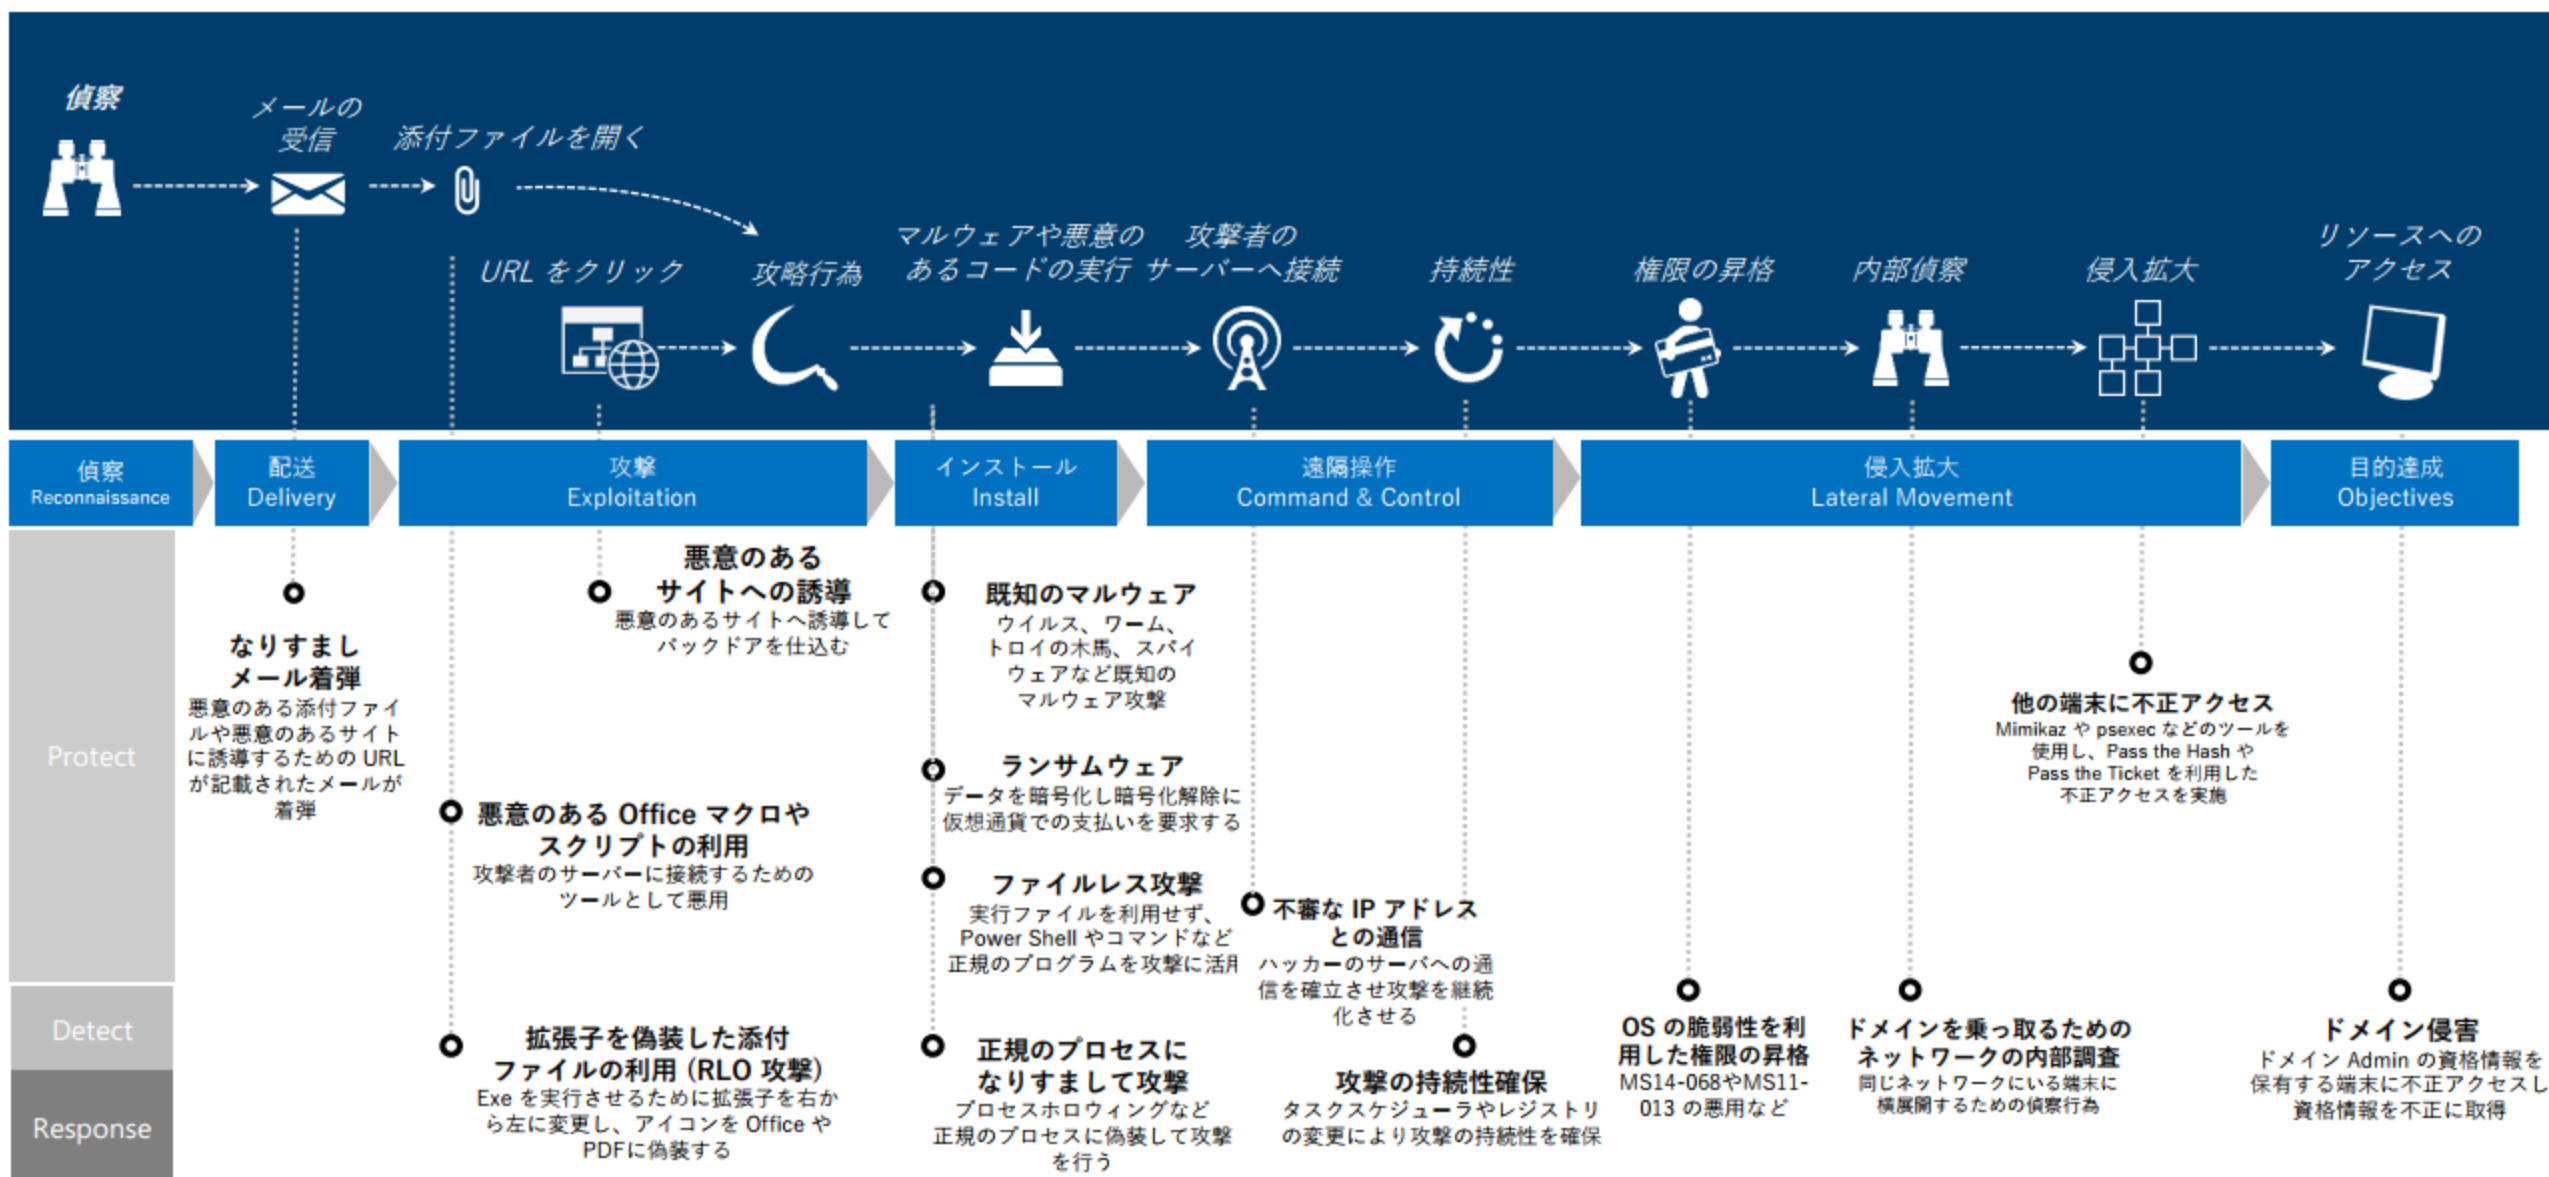 偵察
メールの
受信
添付ファイルを開く
URL をクリック
攻略行為
マルウェアや悪意の
あるコードの実行
攻撃者の
サーバーへ接続
持続性
権限の昇格
内部偵察
侵入拡大
リソースへの
アクセス
偵察
Reconnaissance
配送
Delivery
攻撃
Exploitation
インストール
Install
遠隔操作
Command & Control
侵入拡大
Lateral Movement
目的達成
Objectives
Protect
Detect
Response
なりすまし
メール着弾
悪意のある添付ファイ
ルや悪意のあるサイト
に誘導するための URL
が記載されたメールが
着弾
悪意のある
サイトへの誘導
悪意のあるサイトへ誘導して
バックドアを仕込む
悪意のある Office マクロや
スクリプトの利用
攻撃者のサーバーに接続するための
ツールとして悪用
拡張子を偽装した添付
ファイルの利用 (RLO 攻撃)
Exe を実行させるために拡張子を右か
ら左に変更し、アイコンを Office や
PDFに偽装する
既知のマルウェア
ウイルス、ワーム、
トロイの木馬、スパイ
ウェアなど既知の
マルウェア攻撃
ランサムウェア
データを暗号化し暗号化解除に
仮想通貨での支払いを要求する
ファイルレス攻撃
実行ファイルを利用せず、
Power Shell やコマンドなど
正規のプログラムを攻撃に活用
正規のプロセスに
なりすまして攻撃
プロセスホロウィングなど
正規のプロセスに偽装して攻撃
を行う
不審な IP アドレス
との通信
ハッカーのサーバへの通
信を確立させ攻撃を継続
化させる
攻撃の持続性確保
タスクスケジューラやレジストリ
の変更により攻撃の持続性を確保
OS の脆弱性を利
用した権限の昇格
MS14-068やMS11-
013 の悪用など
ドメインを乗っ取るための
ネットワークの内部調査
同じネットワークにいる端末に
横展開するための偵察行為
他の端末に不正アクセス
Mimikaz や psexec などのツールを
使用し、Pass the Hash や
Pass the Ticket を利用した
不正アクセスを実施
ドメイン侵害
ドメイン Admin の資格情報を
保有する端末に不正アクセスし
資格情報を不正に取得